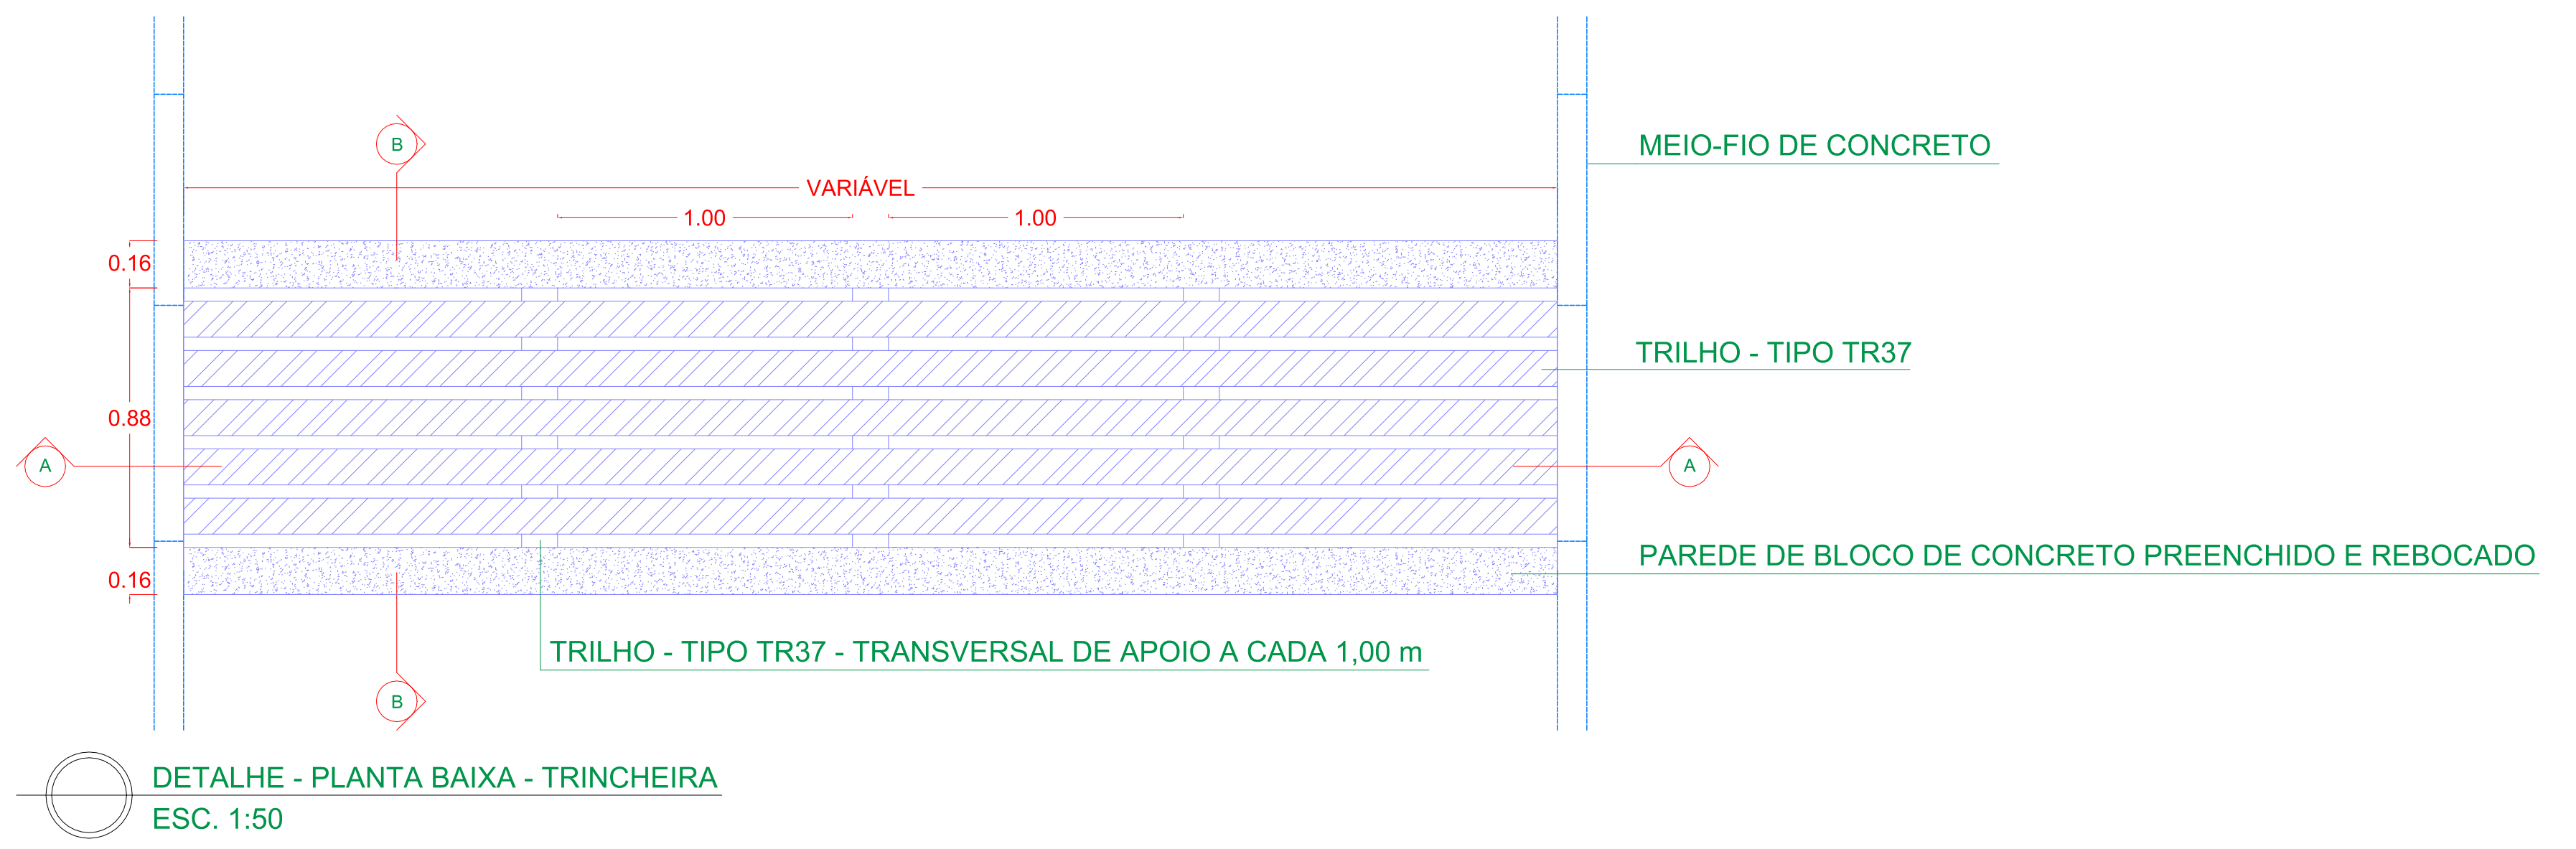 B
MEIO-FIO DE CONCRETO
VARIÁVEL
1.00
1.00
0.16
TRILHO - TIPO TR37
0.88
A
A
PAREDE DE BLOCO DE CONCRETO PREENCHIDO E REBOCADO
0.16
TRILHO - TIPO TR37 - TRANSVERSAL DE APOIO A CADA 1,00 m
B
DETALHE - PLANTA BAIXA - TRINCHEIRA
ESC. 1:50